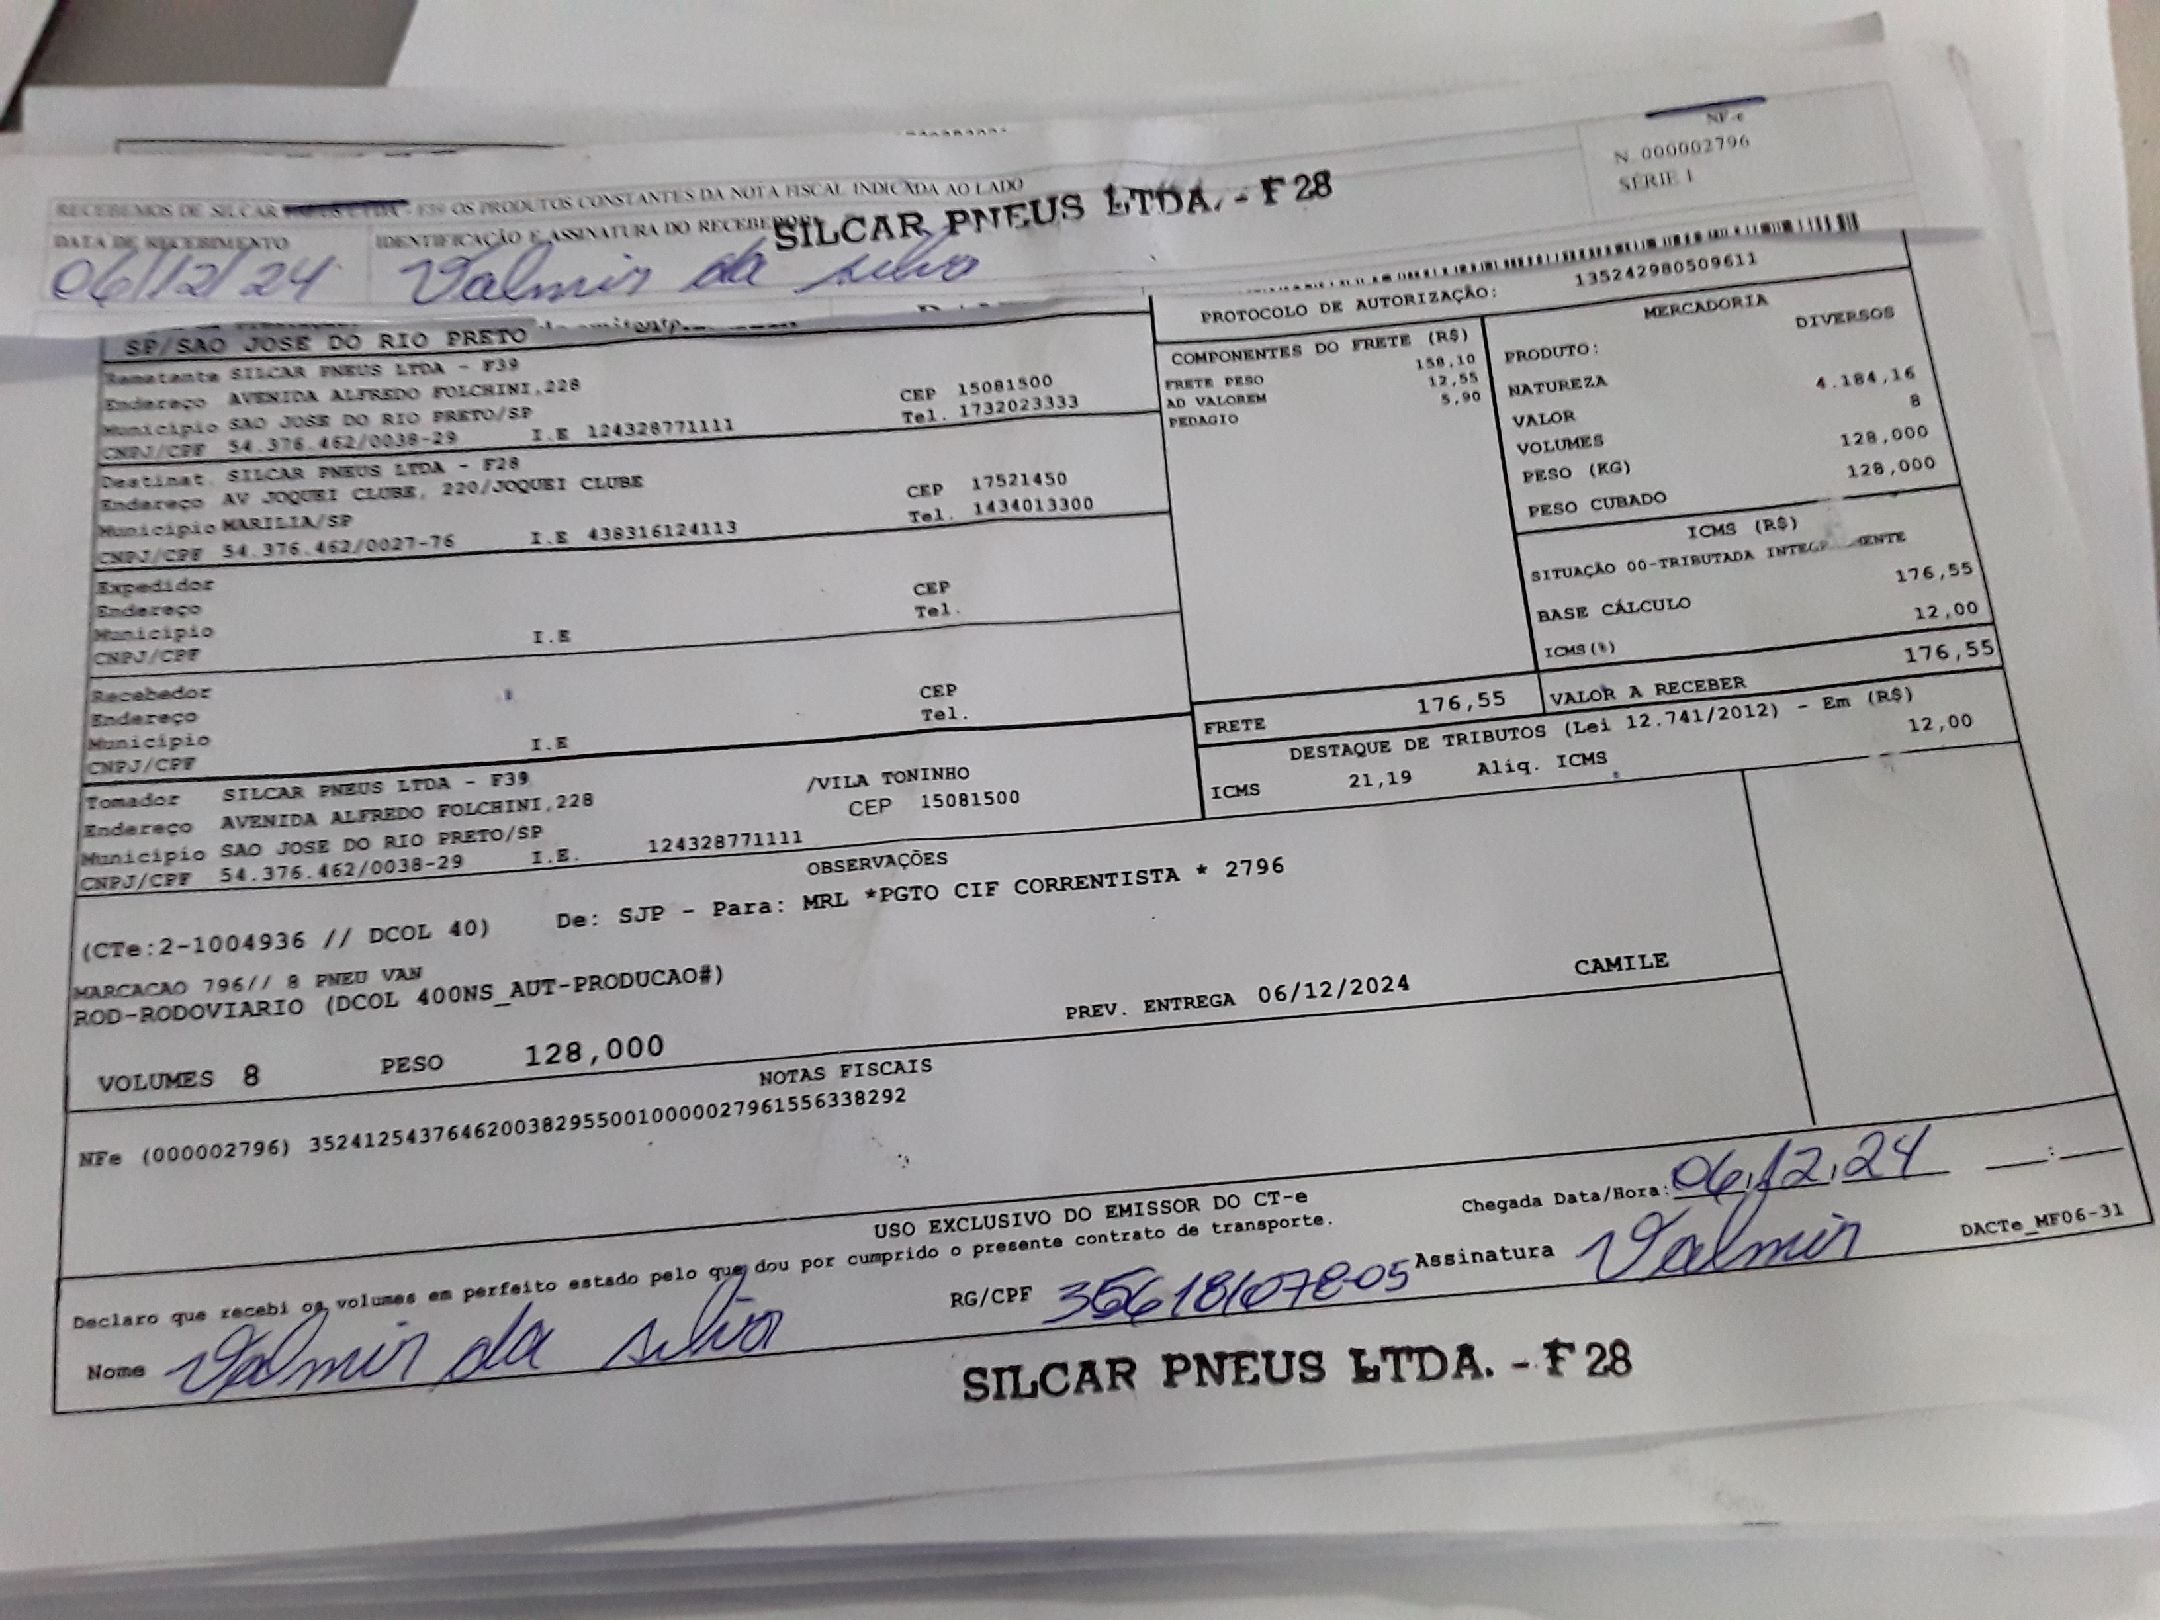 NF-e
N 000002796
SÉRIE 1
RECEBEMOS DE SILCAR PNEUS LTDA - F39 OS PRODUTOS CONSTANTES DA NOTA FISCAL INDICADA AO LADO
DATA DE RECEBIMENTO
IDENTIFICAÇÃO E ASSINATURA DO RECEBEDOR
SILCAR PNEUS LTDA. - F 28
06/12/24
Valmir da silva
SP/SAO JOSE DO RIO PRETO
Remetente SILCAR PNEUS LTDA - F39
Endereço AVENIDA ALFREDO FOLCHINI,228 CEP 15081500
Município SAO JOSE DO RIO PRETO/SP Tel. 1732023333
CNPJ/CPF 54.376.462/0038-29 I.E 124328771111
Destinat. SILCAR PNEUS LTDA - F28
Endereço AV JOQUEI CLUBE, 220/JOQUEI CLUBE CEP 17521450
Município MARILIA/SP Tel. 1434013300
CNPJ/CPF 54.376.462/0027-76 I.E 438316124113
Expedidor
Endereço CEP
Município Tel.
CNPJ/CPF I.E
Recebedor
Endereço CEP
Município Tel.
CNPJ/CPF I.E
Tomador SILCAR PNEUS LTDA - F39
Endereço AVENIDA ALFREDO FOLCHINI,228 /VILA TONINHO
Município SAO JOSE DO RIO PRETO/SP CEP 15081500
CNPJ/CPF 54.376.462/0038-29 I.E. 124328771111
PROTOCOLO DE AUTORIZAÇÃO: 135242980509611
COMPONENTES DO FRETE (R$)
FRETE PESO 158,10
AD VALOREM 12,55
PEDAGIO 5,90
MERCADORIA
PRODUTO: DIVERSOS
NATUREZA
VALOR 4.184,16
VOLUMES 8
PESO (KG) 128,000
PESO CUBADO 128,000
ICMS (R$)
SITUAÇÃO 00-TRIBUTADA
BASE CÁLCULO 176,55
ICMS(%) 12,00
FRETE 176,55
VALOR A RECEBER 176,55
DESTAQUE DE TRIBUTOS (Lei 12.741/2012) - Em (R$)
ICMS 21,19 Aliq. ICMS 12,00
OBSERVAÇÕES
(CTe:2-1004936 // DCOL 40) De: SJP - Para: MRL *PGTO CIF CORRENTISTA * 2796
MARCACAO 796// 8 PNEU VAN
ROD-RODOVIARIO (DCOL 400NS_AUT-PRODUCAO#)
PREV. ENTREGA 06/12/2024 CAMILE
VOLUMES 8 PESO 128,000
NOTAS FISCAIS
NFe (000002796) 35241254376462003829550010000027961556338292
USO EXCLUSIVO DO EMISSOR DO CT-e
Declaro que recebi os volumes em perfeito estado pelo que dou por cumprido o presente contrato de transporte.
Chegada Data/Hora: 06,12,24
Nome Valmir da silva RG/CPF Assinatura Valmir
DACTe_MF06-31
SILCAR PNEUS LTDA. - F 28